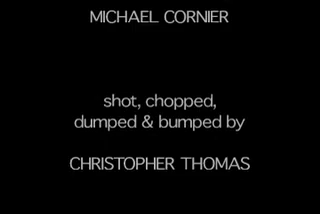 MICHAEL CORNIER
shot, chopped,
dumped & bumped by
CHRISTOPHER THOMAS